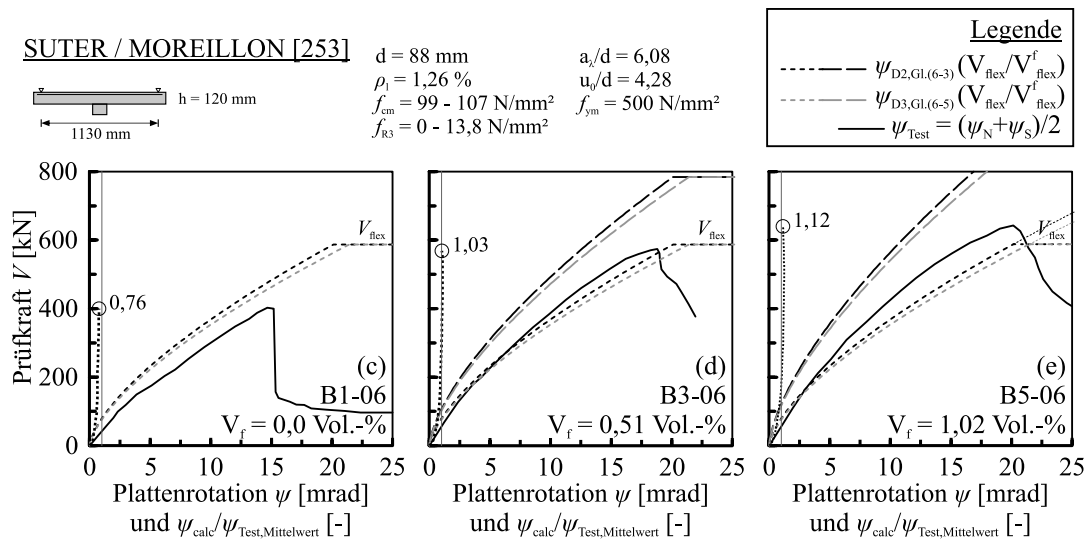 SUTER / MOREILLON [253]
h = 120 mm
1130 mm
d = 88 mm
ρ₁ = 1,26 %
f_cm = 99 - 107 N/mm²
f_R3 = 0 - 13,8 N/mm²
a_λ/d = 6,08
u₀/d = 4,28
f_ym = 500 N/mm²
Legende
ψ_D2,Gl.(6-3) (V_flex/V^f_flex)
ψ_D3,Gl.(6-5) (V_flex/V^f_flex)
ψ_Test = (ψ_N+ψ_S)/2
Prüfkraft V [kN]
800
600
400
200
0
V_flex
0,76
(c)
B1-06
V_f = 0,0 Vol.-%
0 5 10 15 20 25
Plattenrotation ψ [mrad]
und ψ_calc/ψ_Test,Mittelwert [-]
V_flex
1,03
(d)
B3-06
V_f = 0,51 Vol.-%
0 5 10 15 20 25
Plattenrotation ψ [mrad]
und ψ_calc/ψ_Test,Mittelwert [-]
V_flex
1,12
(e)
B5-06
V_f = 1,02 Vol.-%
0 5 10 15 20 25
Plattenrotation ψ [mrad]
und ψ_calc/ψ_Test,Mittelwert [-]